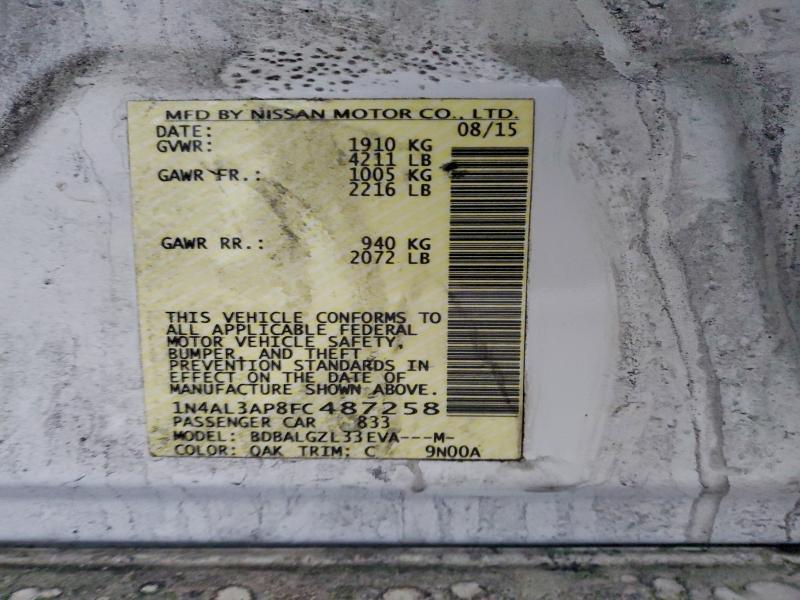 MFD BY NISSAN MOTOR CO., LTD.
DATE: 08/15
GVWR: 1910 KG
4211 LB
GAWR FR.: 1005 KG
2216 LB
GAWR RR.: 940 KG
2072 LB
THIS VEHICLE CONFORMS TO
ALL APPLICABLE FEDERAL
MOTOR VEHICLE SAFETY,
BUMPER, AND THEFT
PREVENTION STANDARDS IN
EFFECT ON THE DATE OF
MANUFACTURE SHOWN ABOVE.
1N4AL3AP8FC487258
PASSENGER CAR 833
MODEL: BDBALGZL33EVA---M-
COLOR: QAK TRIM: C 9N00A